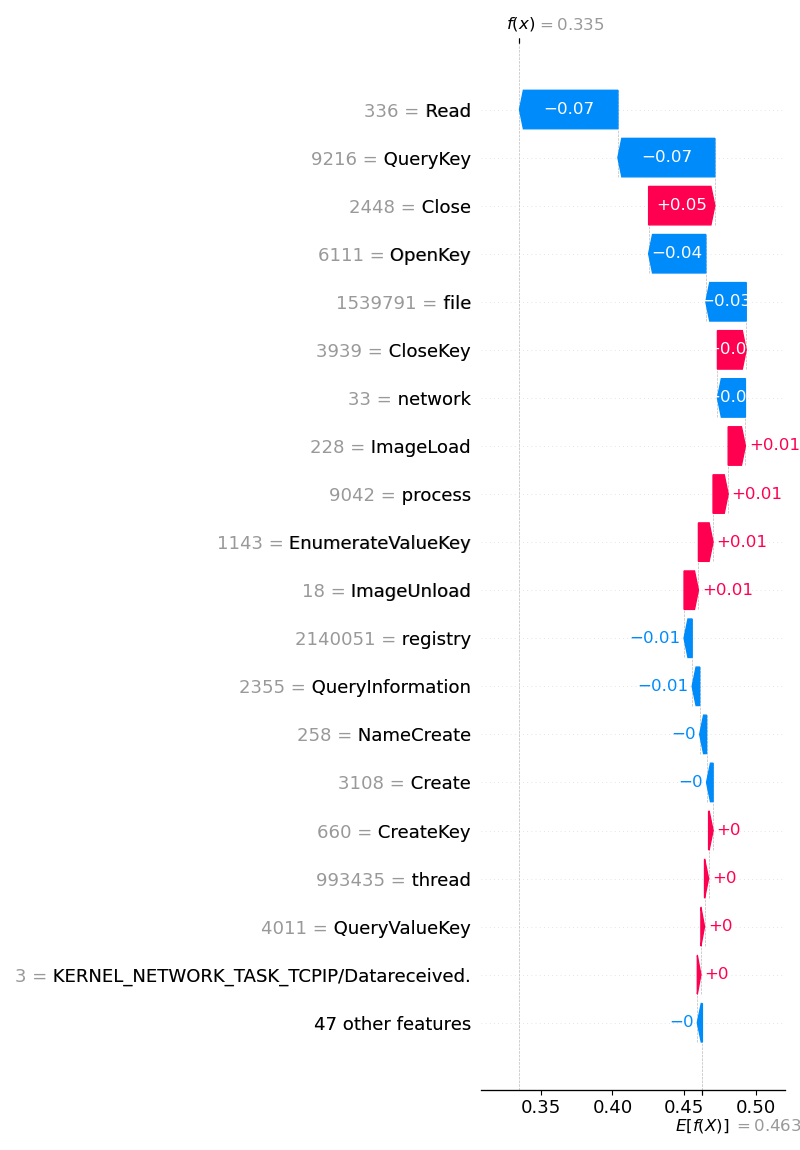 f(x) = 0.335
336 = Read −0.07
9216 = QueryKey −0.07
2448 = Close +0.05
6111 = OpenKey −0.04
1539791 = file −0.03
3939 = CloseKey
33 = network
228 = ImageLoad +0.01
9042 = process +0.01
1143 = EnumerateValueKey +0.01
18 = ImageUnload +0.01
2140051 = registry −0.01
2355 = QueryInformation −0.01
258 = NameCreate −0
3108 = Create −0
660 = CreateKey +0
993435 = thread +0
4011 = QueryValueKey +0
3 = KERNEL_NETWORK_TASK_TCPIP/Datareceived. +0
47 other features −0
0.35 0.40 0.45 0.50
E[f(X)] = 0.463